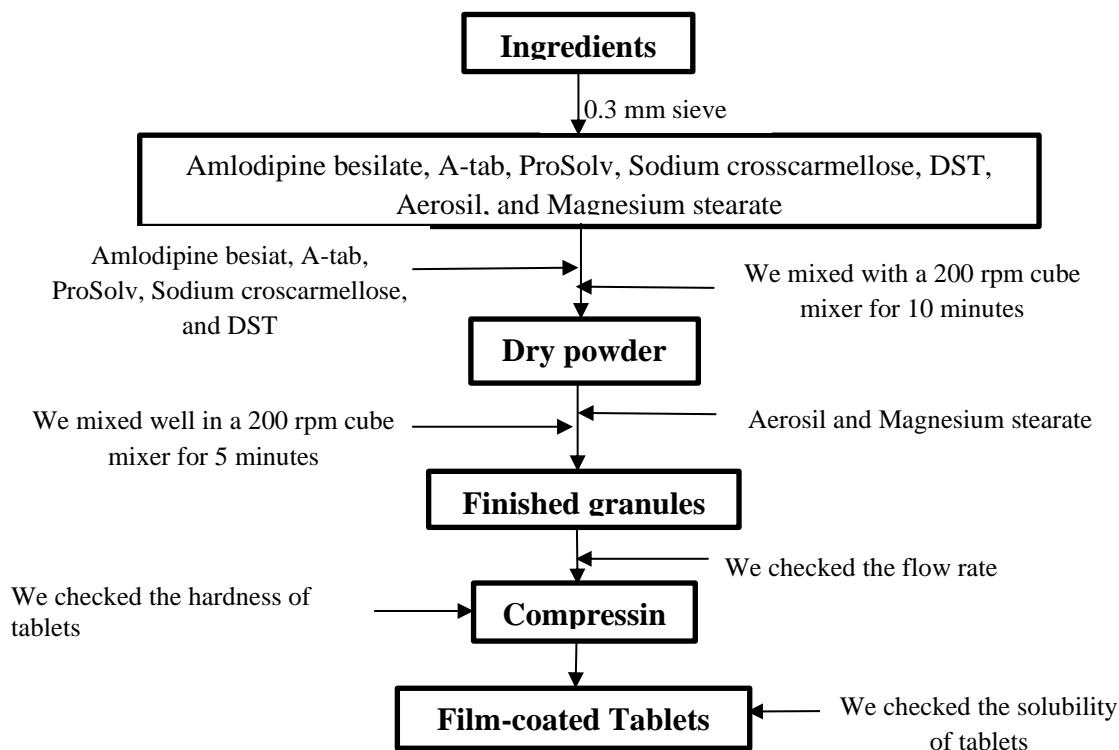 Ingredients
0.3 mm sieve
Amlodipine besilate, A-tab, ProSolv, Sodium crosscarmellose, DST,
Aerosil, and Magnesium stearate
Amlodipine besiat, A-tab,
ProSolv, Sodium croscarmellose,
and DST
We mixed with a 200 rpm cube
mixer for 10 minutes
Dry powder
We mixed well in a 200 rpm cube
mixer for 5 minutes
Aerosil and Magnesium stearate
Finished granules
We checked the flow rate
We checked the hardness of
tablets
Compressin
Film-coated Tablets
We checked the solubility
of tablets